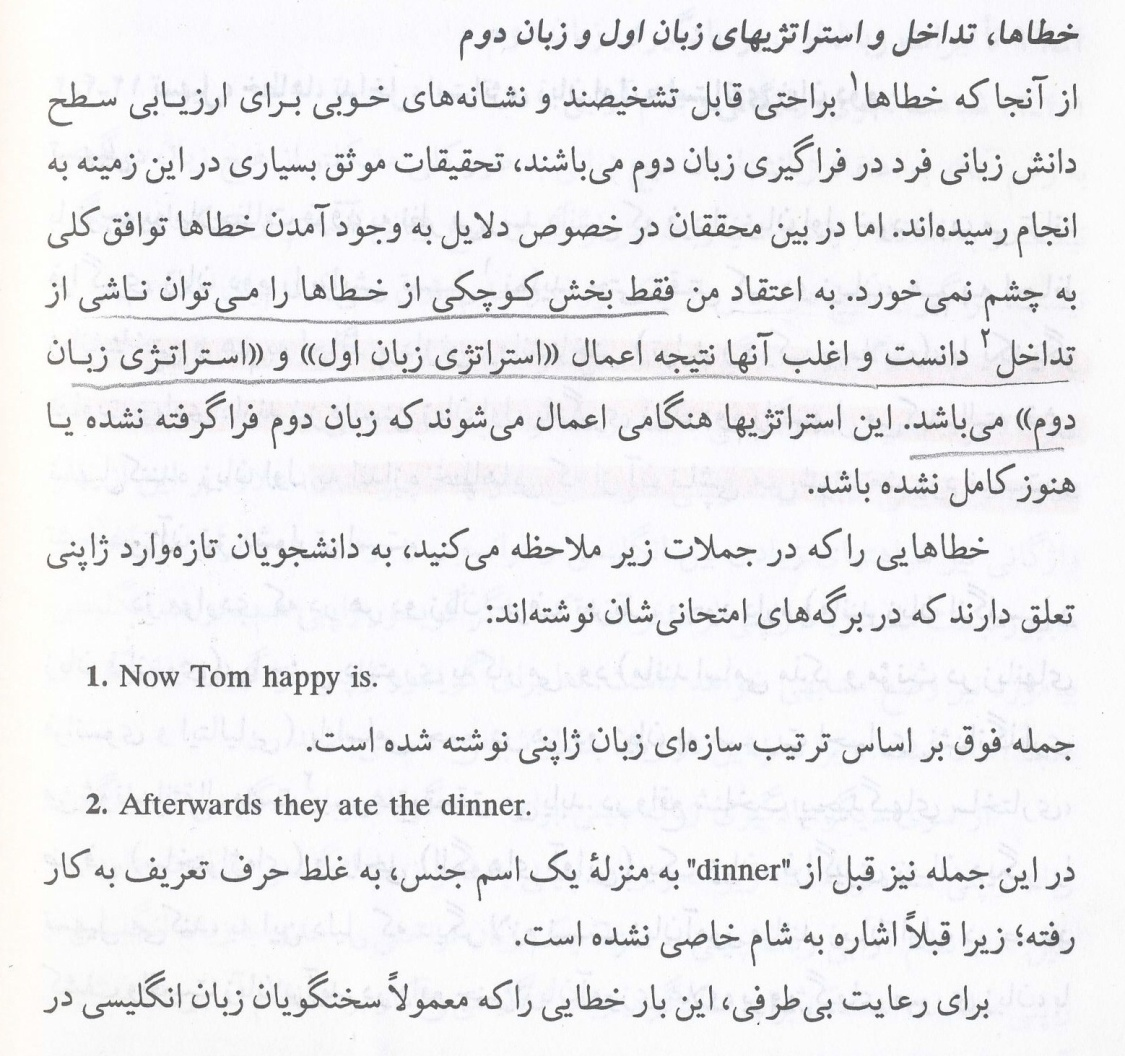 خطاها، تداخل و استراتژیهای زبان اول و زبان دوم
از آنجا که خطاها۱ براحتی قابل تشخیصند و نشانه‌های خوبی برای ارزیابی سطح
دانش زبانی فرد در فراگیری زبان دوم می‌باشند، تحقیقات موثق بسیاری در این زمینه به
انجام رسیده‌اند، اما در بین محققان در خصوص دلایل به وجود آمدن خطاها توافق کلی
به چشم نمی‌خورد. به اعتقاد من فقط بخش کوچکی از خطاها را می‌توان ناشی از
تداخل۲ دانست و اغلب آنها نتیجه اعمال «استراتژی زبان اول» و «استراتژی زبان
دوم» می‌باشد. این استراتژیها هنگامی اعمال می‌شوند که زبان دوم فراگرفته نشده یا
هنوز کامل نشده باشد.
خطاهایی را که در جملات زیر ملاحظه می‌کنید، به دانشجویان تازه‌وارد ژاپنی
تعلق دارند که در برگه‌های امتحانی‌شان نوشته‌اند:
1. Now Tom happy is.
جمله فوق بر اساس ترتیب سازه‌ای زبان ژاپنی نوشته شده است.
2. Afterwards they ate the dinner.
در این جمله نیز قبل از "dinner" به منزلهٔ یک اسم جنس، به غلط حرف تعریف به کار
رفته؛ زیرا قبلاً اشاره به شام خاصی نشده است.
برای رعایت بی‌طرفی، این بار خطایی را که معمولاً سخنگویان زبان انگلیسی در